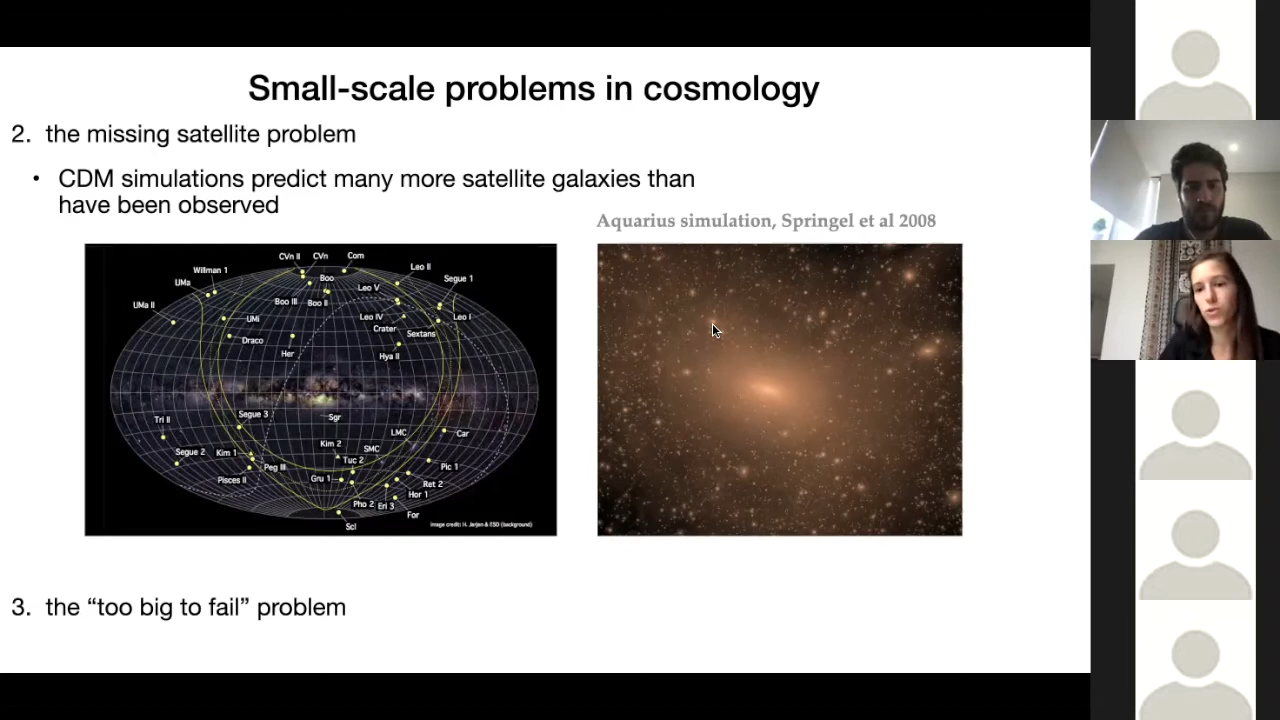 Small-scale problems in cosmology
2. the missing satellite problem
• CDM simulations predict many more satellite galaxies than
have been observed
Aquarius simulation, Springel et al 2008
CVn II CVn Com
Willman 1 Boo Leo II
UMa Leo V Segue 1
UMa II Boo III Boo II
UMi Leo IV Leo I
Crater
Draco Sextans
Her Hya II
Tri II Segue 3 Sgr
LMC Car
Kim 2
Segue 2 Kim 1 SMC
Tuc 2
Peg III Pic 1
Pisces II Gru 1 Ret 2
Hor 1
Pho 2 Eri 3
For
Scl
image credit: H. Jerjen & ESO (background)
3. the “too big to fail” problem